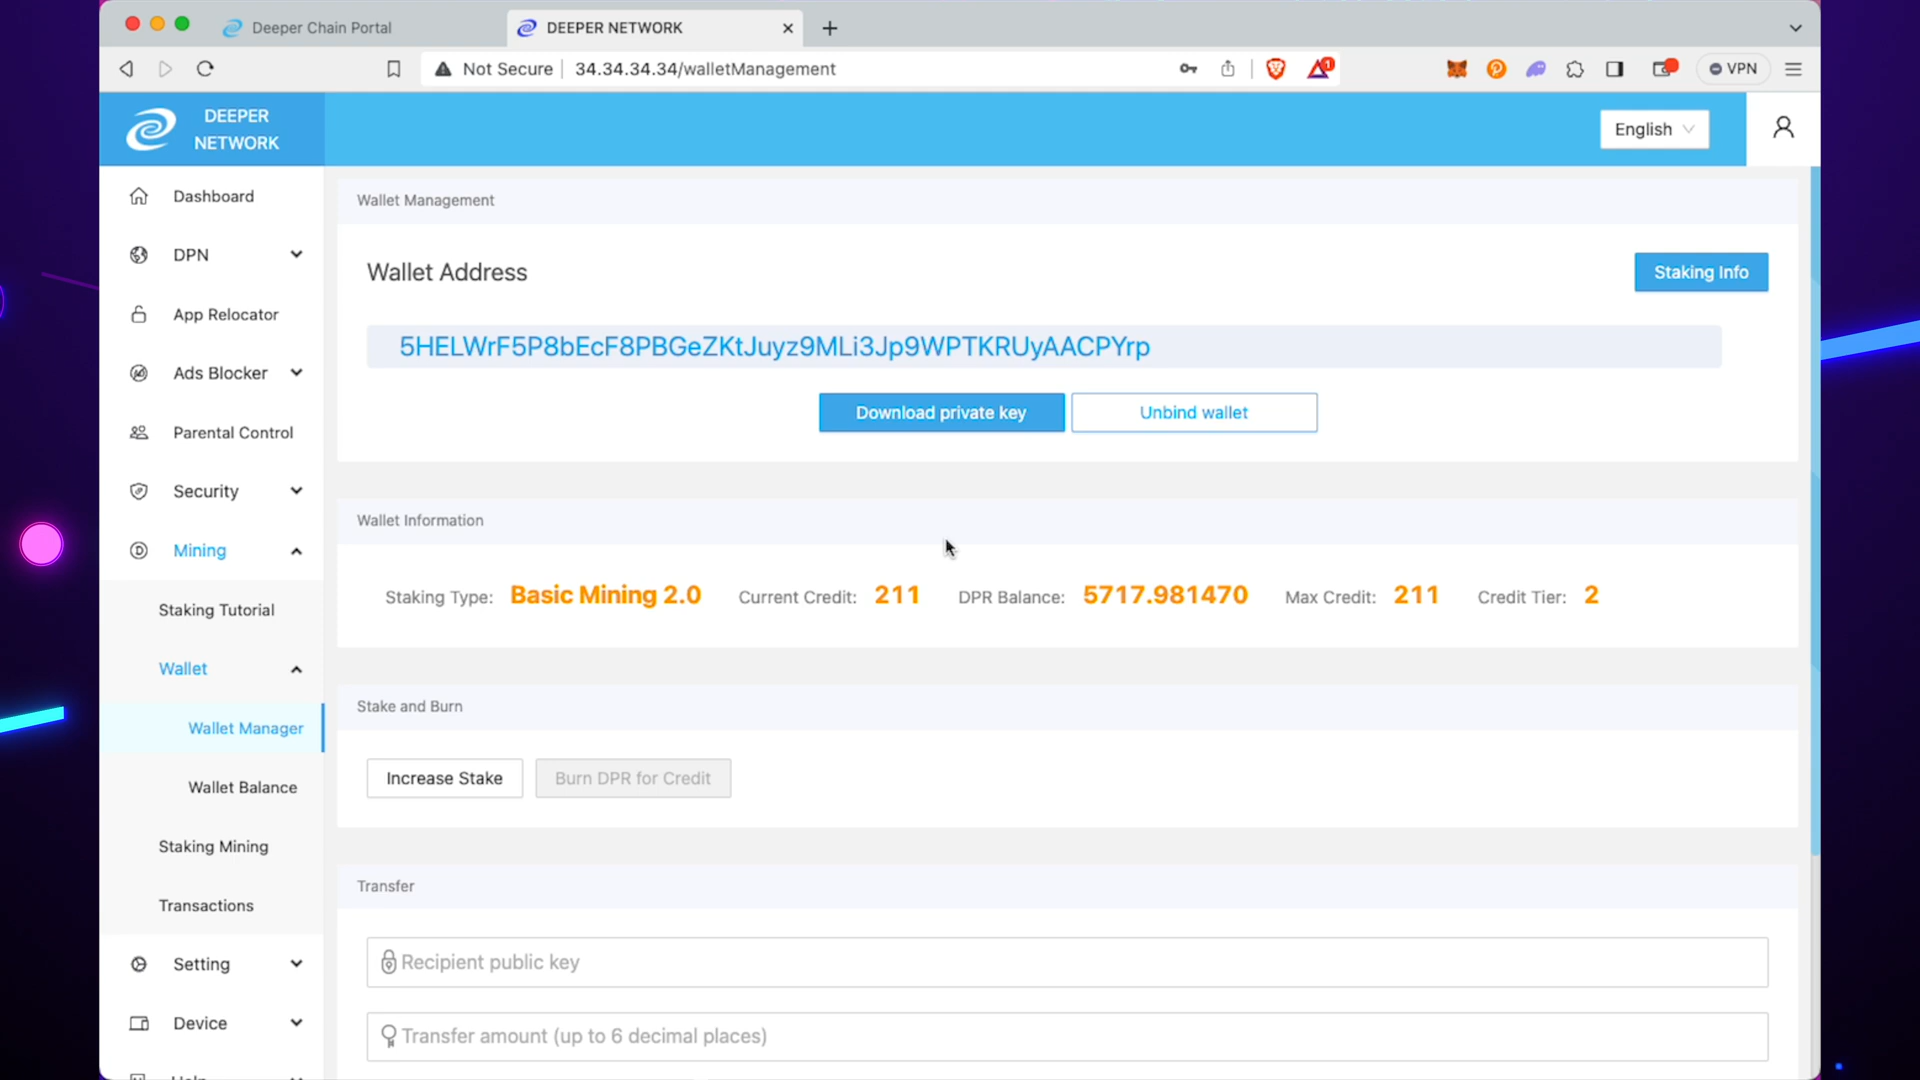 Deeper Chain Portal
DEEPER NETWORK
Not Secure
34.34.34.34/walletManagement
1
VPN
DEEPER
NETWORK
English
Dashboard
DPN
App Relocator
Ads Blocker
Parental Control
Security
Mining
Staking Tutorial
Wallet
Wallet Manager
Wallet Balance
Staking Mining
Transactions
Setting
Device
Wallet Management
Wallet Address
Staking Info
5HELWrF5P8bEcF8PBGeZKtJuyz9MLi3Jp9WPTKRUyAACPYrp
Download private key
Unbind wallet
Wallet Information
Staking Type: Basic Mining 2.0 Current Credit: 211 DPR Balance: 5717.981470 Max Credit: 211 Credit Tier: 2
Stake and Burn
Increase Stake
Burn DPR for Credit
Transfer
Recipient public key
Transfer amount (up to 6 decimal places)